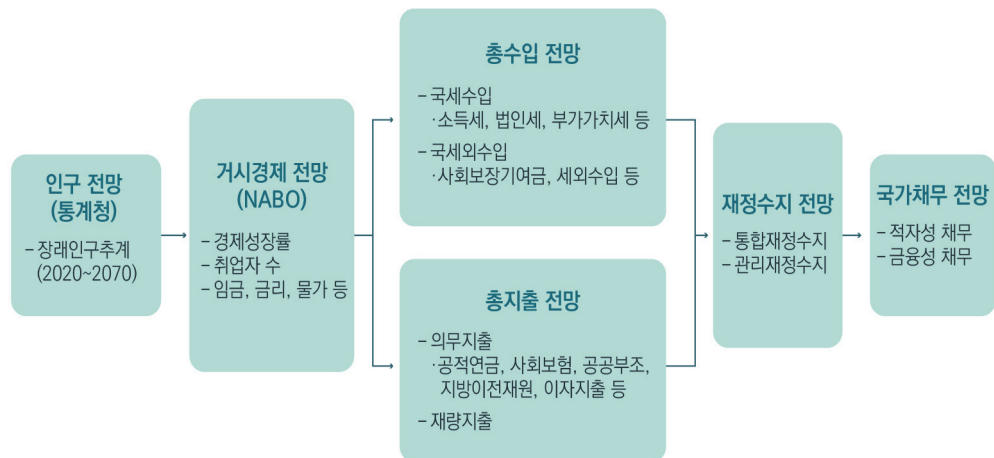 인구 전망
(통계청)
– 장래인구추계
(2020~2070)
거시경제 전망
(NABO)
– 경제성장률
– 취업자 수
– 임금, 금리, 물가 등
총수입 전망
– 국세수입
·소득세, 법인세, 부가가치세 등
– 국세외수입
·사회보장기여금, 세외수입 등
총지출 전망
– 의무지출
·공적연금, 사회보험, 공공부조,
지방이전재원, 이자지출 등
– 재량지출
재정수지 전망
– 통합재정수지
– 관리재정수지
국가채무 전망
– 적자성 채무
– 금융성 채무